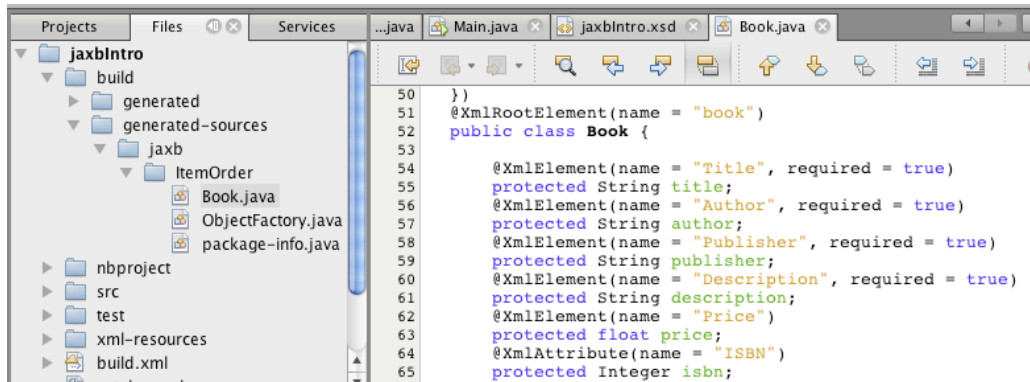 Projects Files Services
jaxbIntro
build
generated
generated-sources
jaxb
ItemOrder
Book.java
ObjectFactory.java
package-info.java
nbproject
src
test
xml-resources
build.xml
...java Main.java jaxbIntro.xsd Book.java
50 })
51 @XmlRootElement(name = "book")
52 public class Book {
53
54 @XmlElement(name = "Title", required = true)
55 protected String title;
56 @XmlElement(name = "Author", required = true)
57 protected String author;
58 @XmlElement(name = "Publisher", required = true)
59 protected String publisher;
60 @XmlElement(name = "Description", required = true)
61 protected String description;
62 @XmlElement(name = "Price")
63 protected float price;
64 @XmlAttribute(name = "ISBN")
65 protected Integer isbn;